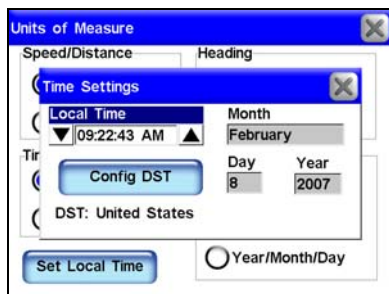 Units of Measure
Speed/Distance
Heading
Time Settings
Local Time
Month
09:22:43 AM
February
Day
Year
Config DST
8
2007
DST: United States
Set Local Time
Year/Month/Day